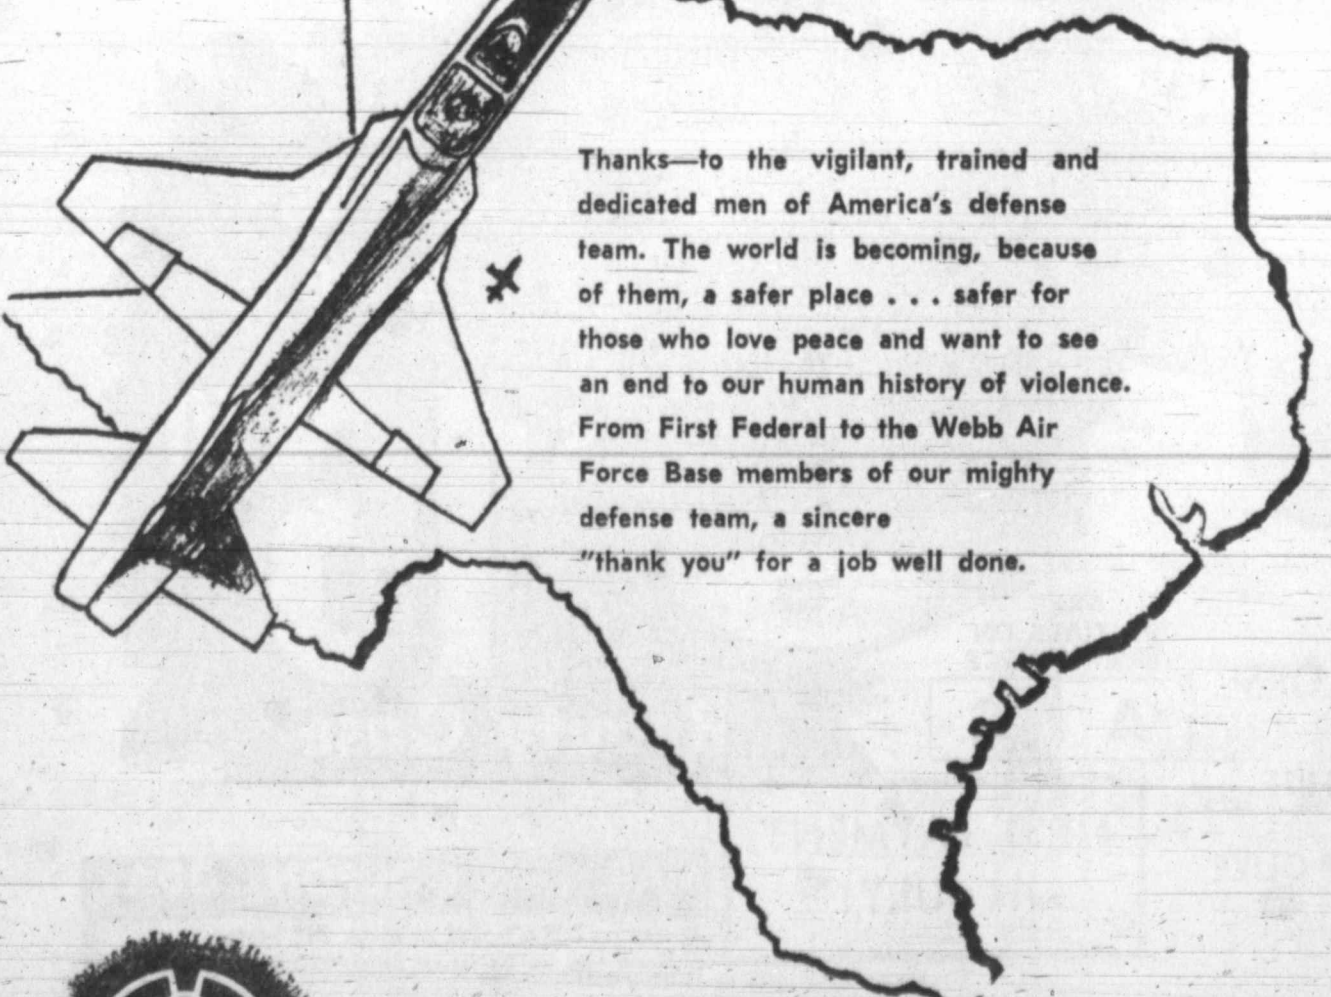 Thanks—to the vigilant, trained and
dedicated men of America's defense
team. The world is becoming, because
of them, a safer place . . . safer for
those who love peace and want to see
an end to our human history of violence.
From First Federal to the Webb Air
Force Base members of our mighty
defense team, a sincere
"thank you" for a job well done.